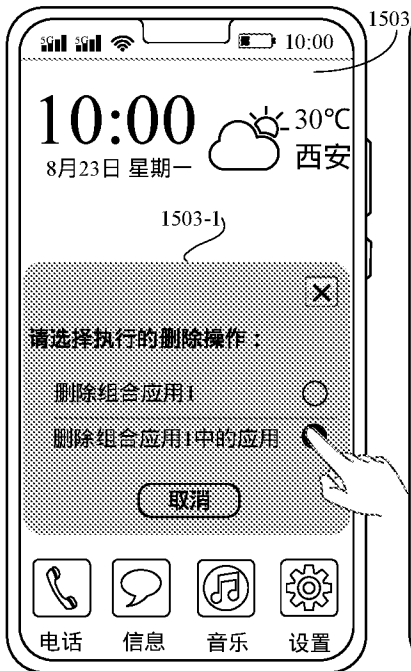 1503
5G 5G 10:00
10:00
30℃
西安
8月23日 星期一
1503-1
请选择执行的删除操作：
删除组合应用1
删除组合应用1中的应用
取消
电话 信息 音乐 设置